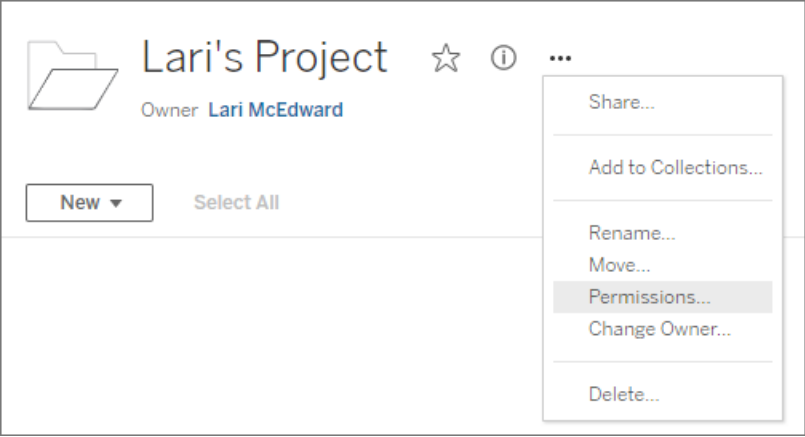 Lari's Project
Owner Lari McEdward
New
Select All
Share...
Add to Collections...
Rename...
Move...
Permissions...
Change Owner...
Delete...